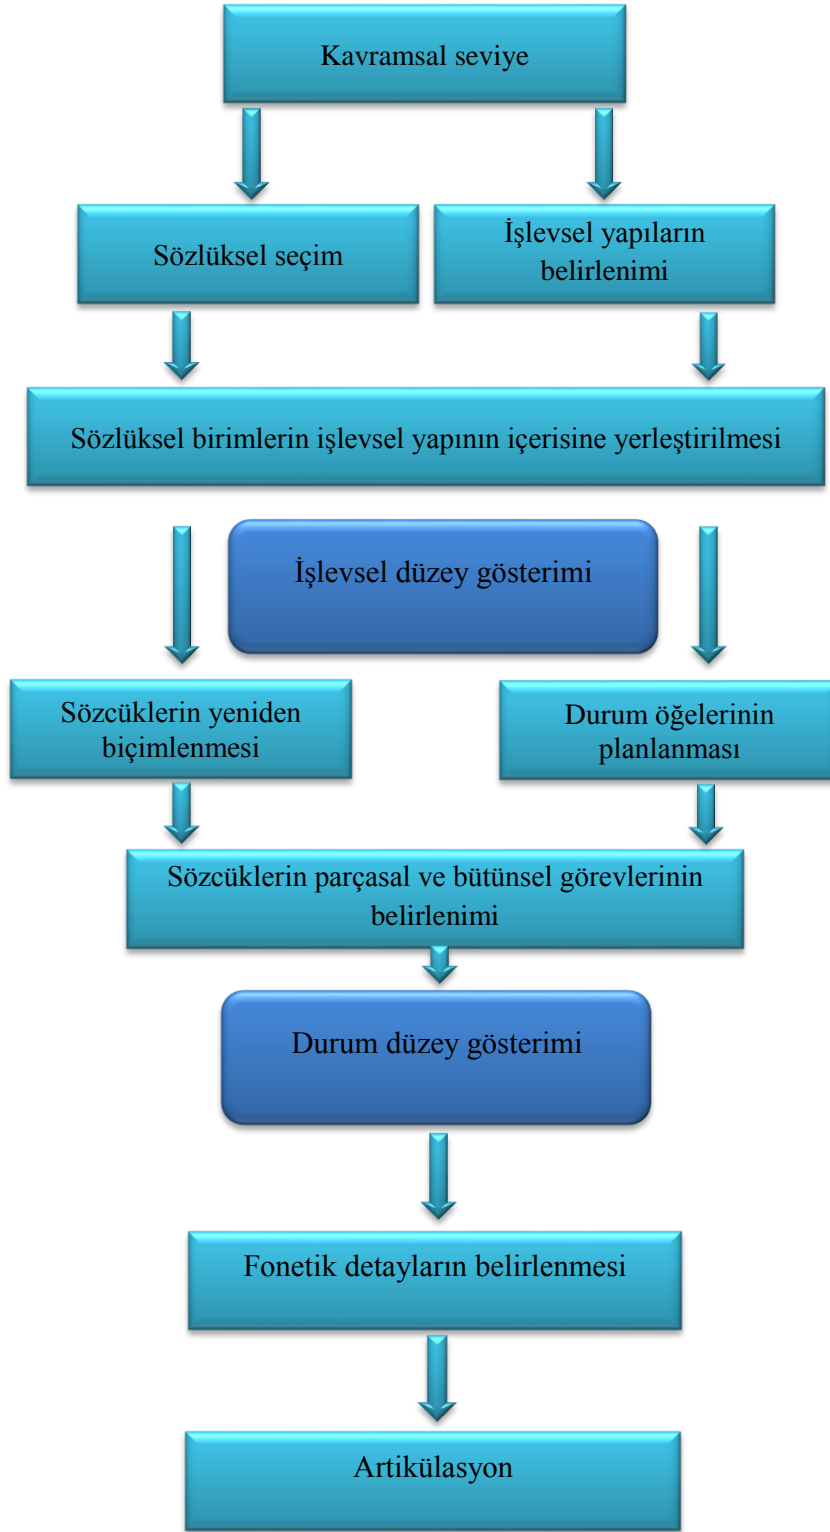 Kavramsal seviye
Sözlüksel seçim
İşlevsel yapıların
belirlenimi
Sözlüksel birimlerin işlevsel yapının içerisine yerleştirilmesi
İşlevsel düzey gösterimi
Sözcüklerin yeniden
biçimlenmesi
Durum öğelerinin
planlanması
Sözcüklerin parçasal ve bütünsel görevlerinin
belirlenimi
Durum düzey gösterimi
Fonetik detayların belirlenmesi
Artikülasyon